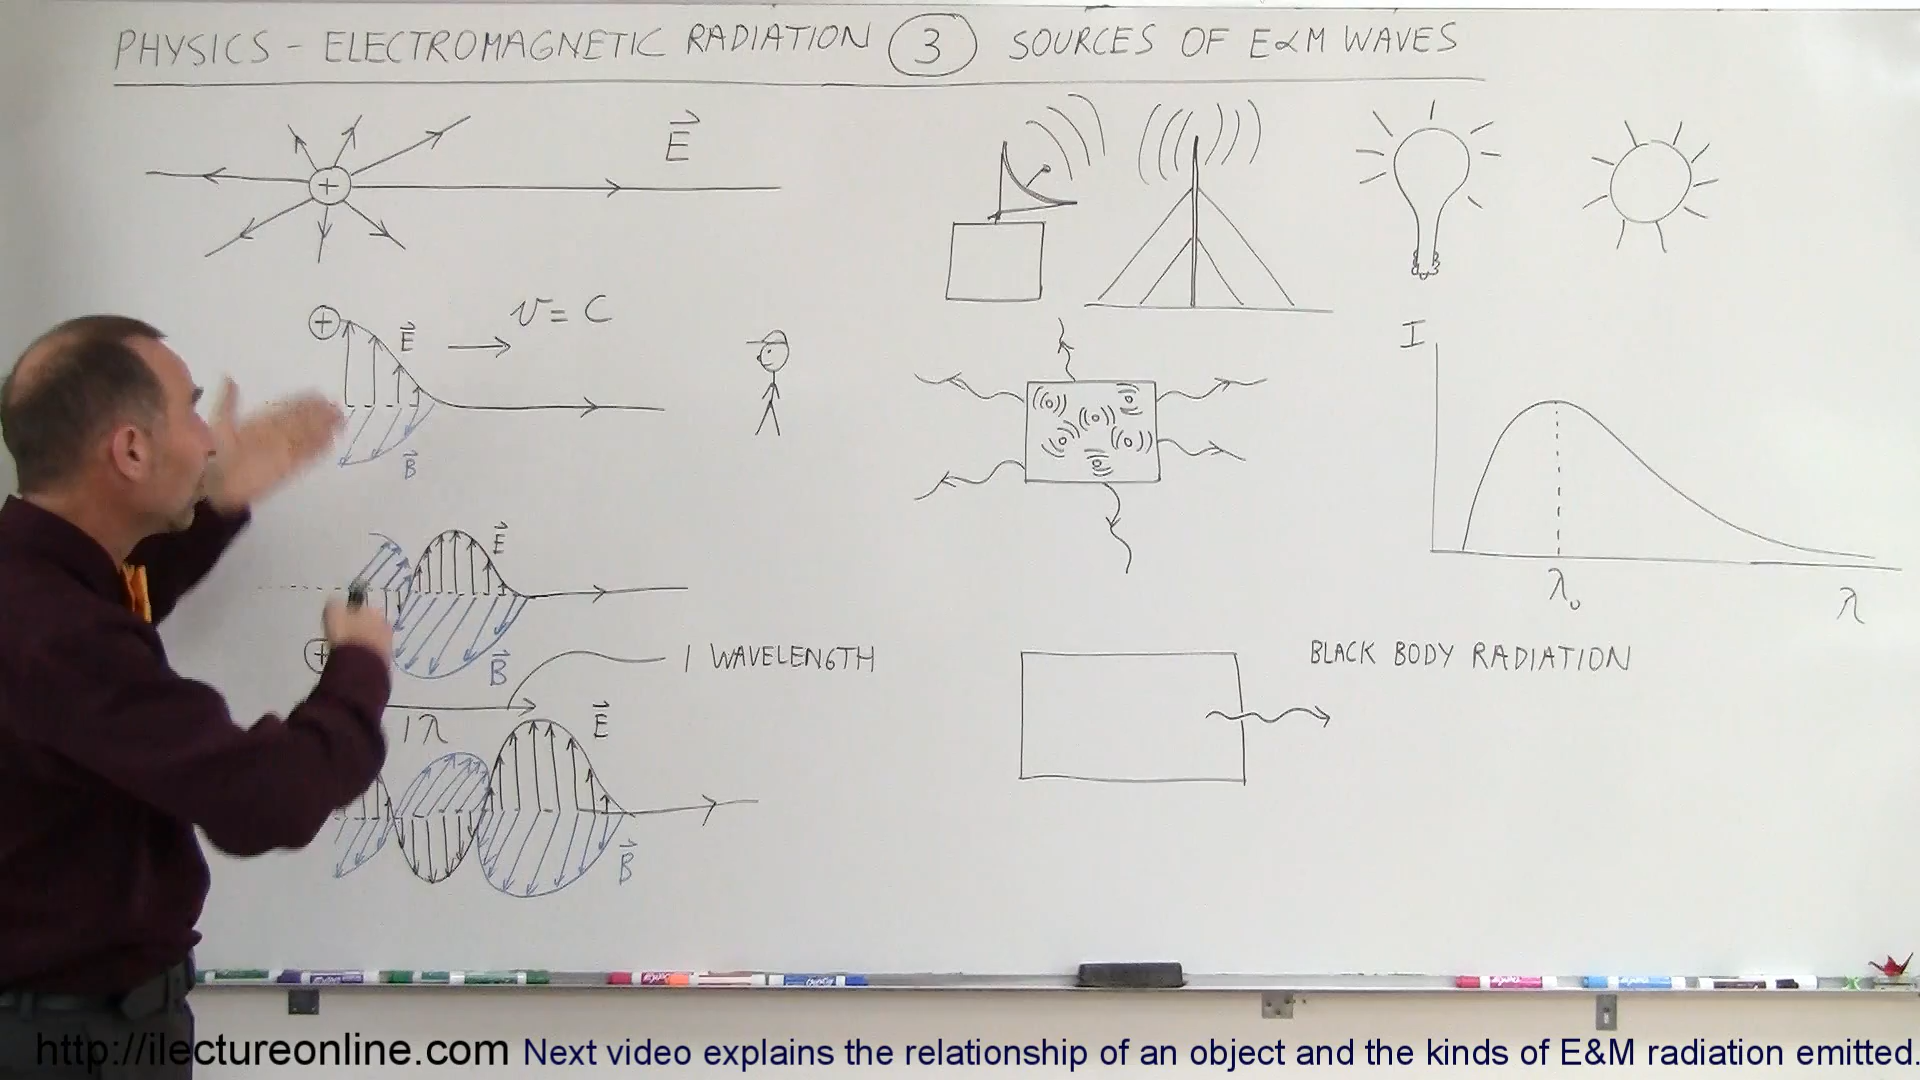 PHYSICS - ELECTROMAGNETIC RADIATION 3 SOURCES OF E&M WAVES
+
E⃗
+
E⃗
v = C
B⃗
E⃗
+
B⃗
1 WAVELENGTH
1 λ
E⃗
B⃗
I
λ₀
λ
BLACK BODY RADIATION
http://ilectureonline.com Next video explains the relationship of an object and the kinds of E&M radiation emitted.